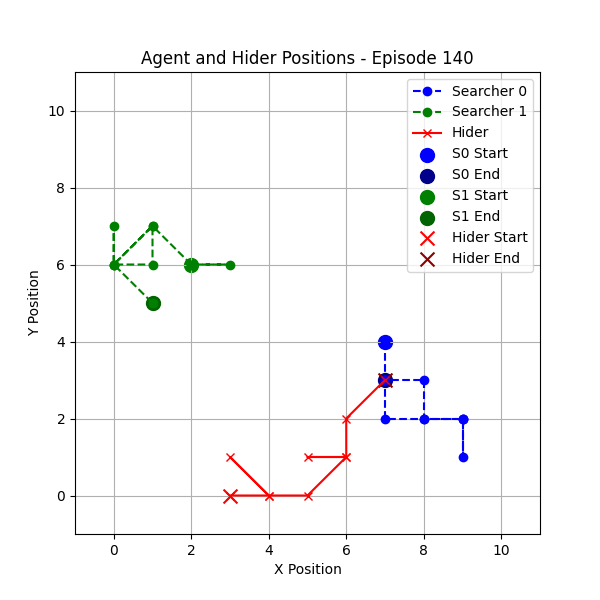 Agent and Hider Positions - Episode 140
Searcher 0
Searcher 1
Hider
S0 Start
S0 End
S1 Start
S1 End
Hider Start
Hider End
Y Position
10
8
6
4
2
0
0 2 4 6 8 10
X Position